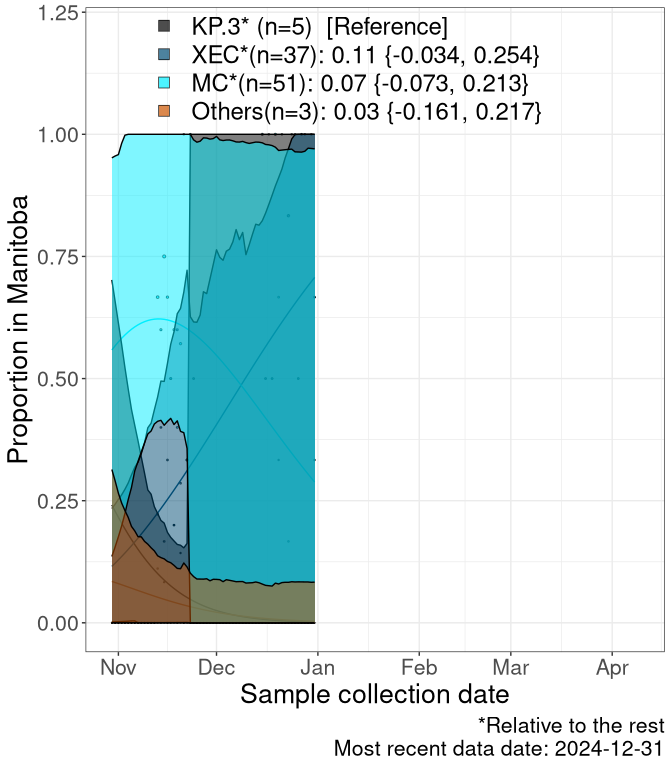 KP.3* (n=5)  [Reference]
XEC*(n=37): 0.11 {-0.034, 0.254}
MC*(n=51): 0.07 {-0.073, 0.213}
Others(n=3): 0.03 {-0.161, 0.217}
1.25
1.00
0.75
0.50
0.25
0.00
Proportion in Manitoba
Nov Dec Jan Feb Mar Apr
Sample collection date
*Relative to the rest
Most recent data date: 2024-12-31